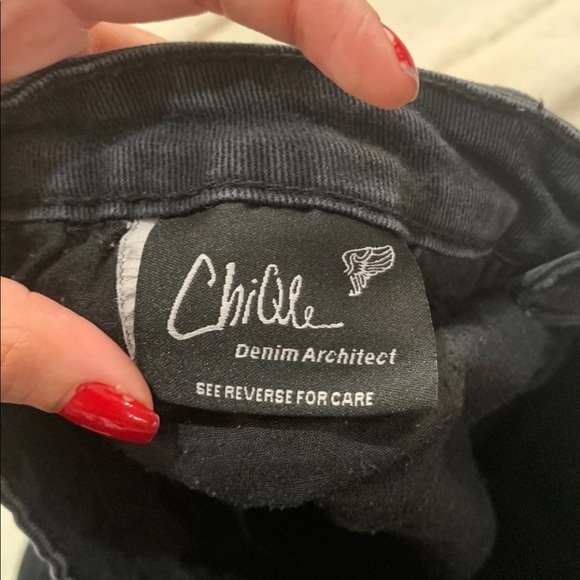 ChiQle
Denim Architect
SEE REVERSE FOR CARE